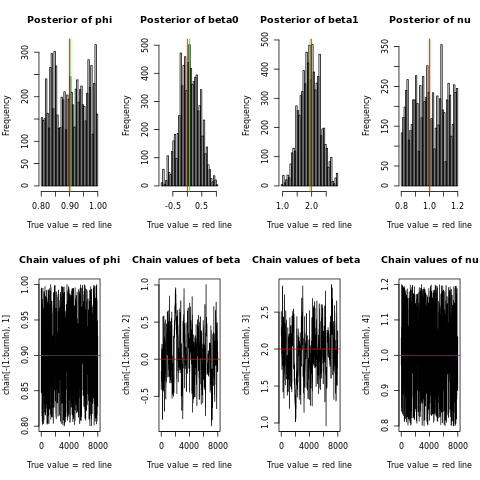 Posterior of phi
Posterior of beta0
Posterior of beta1
Posterior of nu
Frequency
0 50 100 150 200 250 300
0.80 0.90 1.00
True value = red line
Frequency
0 100 200 300 400 500
-0.5 0.5
True value = red line
Frequency
0 100 200 300 400 500
1.0 2.0
True value = red line
Frequency
0 50 150 250 350
0.8 1.0 1.2
True value = red line
Chain values of phi
Chain values of beta
Chain values of beta
Chain values of nu
chain[-(1:burnIn), 1]
0.80 0.85 0.90 0.95 1.00
0 4000 8000
True value = red line
chain[-(1:burnIn), 2]
-0.5 0.0 0.5 1.0
0 4000 8000
True value = red line
chain[-(1:burnIn), 3]
1.0 1.5 2.0 2.5
0 4000 8000
True value = red line
chain[-(1:burnIn), 4]
0.8 0.9 1.0 1.1 1.2
0 4000 8000
True value = red line